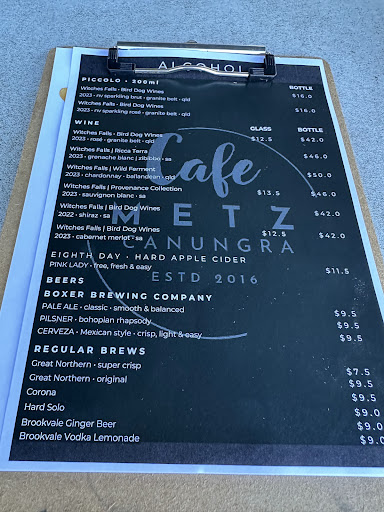 ALCOHOL
PICCOLO • 200ml BOTTLE
Witches Falls • Bird Dog Wines $16.0
2023 • nv sparkling brut • granite belt • qld
Witches Falls • Bird Dog Wines $16.0
2023 • nv sparkling rosé • granite belt • qld
WINE GLASS BOTTLE
Witches Falls • Bird Dog Wines $12.5 $42.0
2023 • rosé • granite belt • qld
Witches Falls | Ricca Terra $46.0
2023 • grenache blanc | zibibbo • sa
Witches Falls | Wild Ferment $50.0
2023 • chardonnay • ballandean • qld
Witches Falls | Provenance Collection $13.5 $46.0
2023 • sauvignon blanc • sa
Witches Falls | Bird Dog Wines $42.0
2022 • shiraz • sa
Witches Falls | Bird Dog Wines $12.5 $42.0
2023 • cabernet merlot • sa
Cafe
METZ
CANUNGRA
ESTD 2016
EIGHTH DAY • HARD APPLE CIDER
PINK LADY • free, fresh & easy $11.5
BEERS
BOXER BREWING COMPANY
PALE ALE • classic • smooth & balanced $9.5
PILSNER • bohopian rhapsody $9.5
CERVEZA • Mexican style • crisp, light & easy $9.5
REGULAR BREWS
Great Northern • super crisp $7.5
Great Northern • original $9.5
Corona $9.5
Hard Solo $9.0
Brookvale Ginger Beer $9.0
Brookvale Vodka Lemonade $9.0